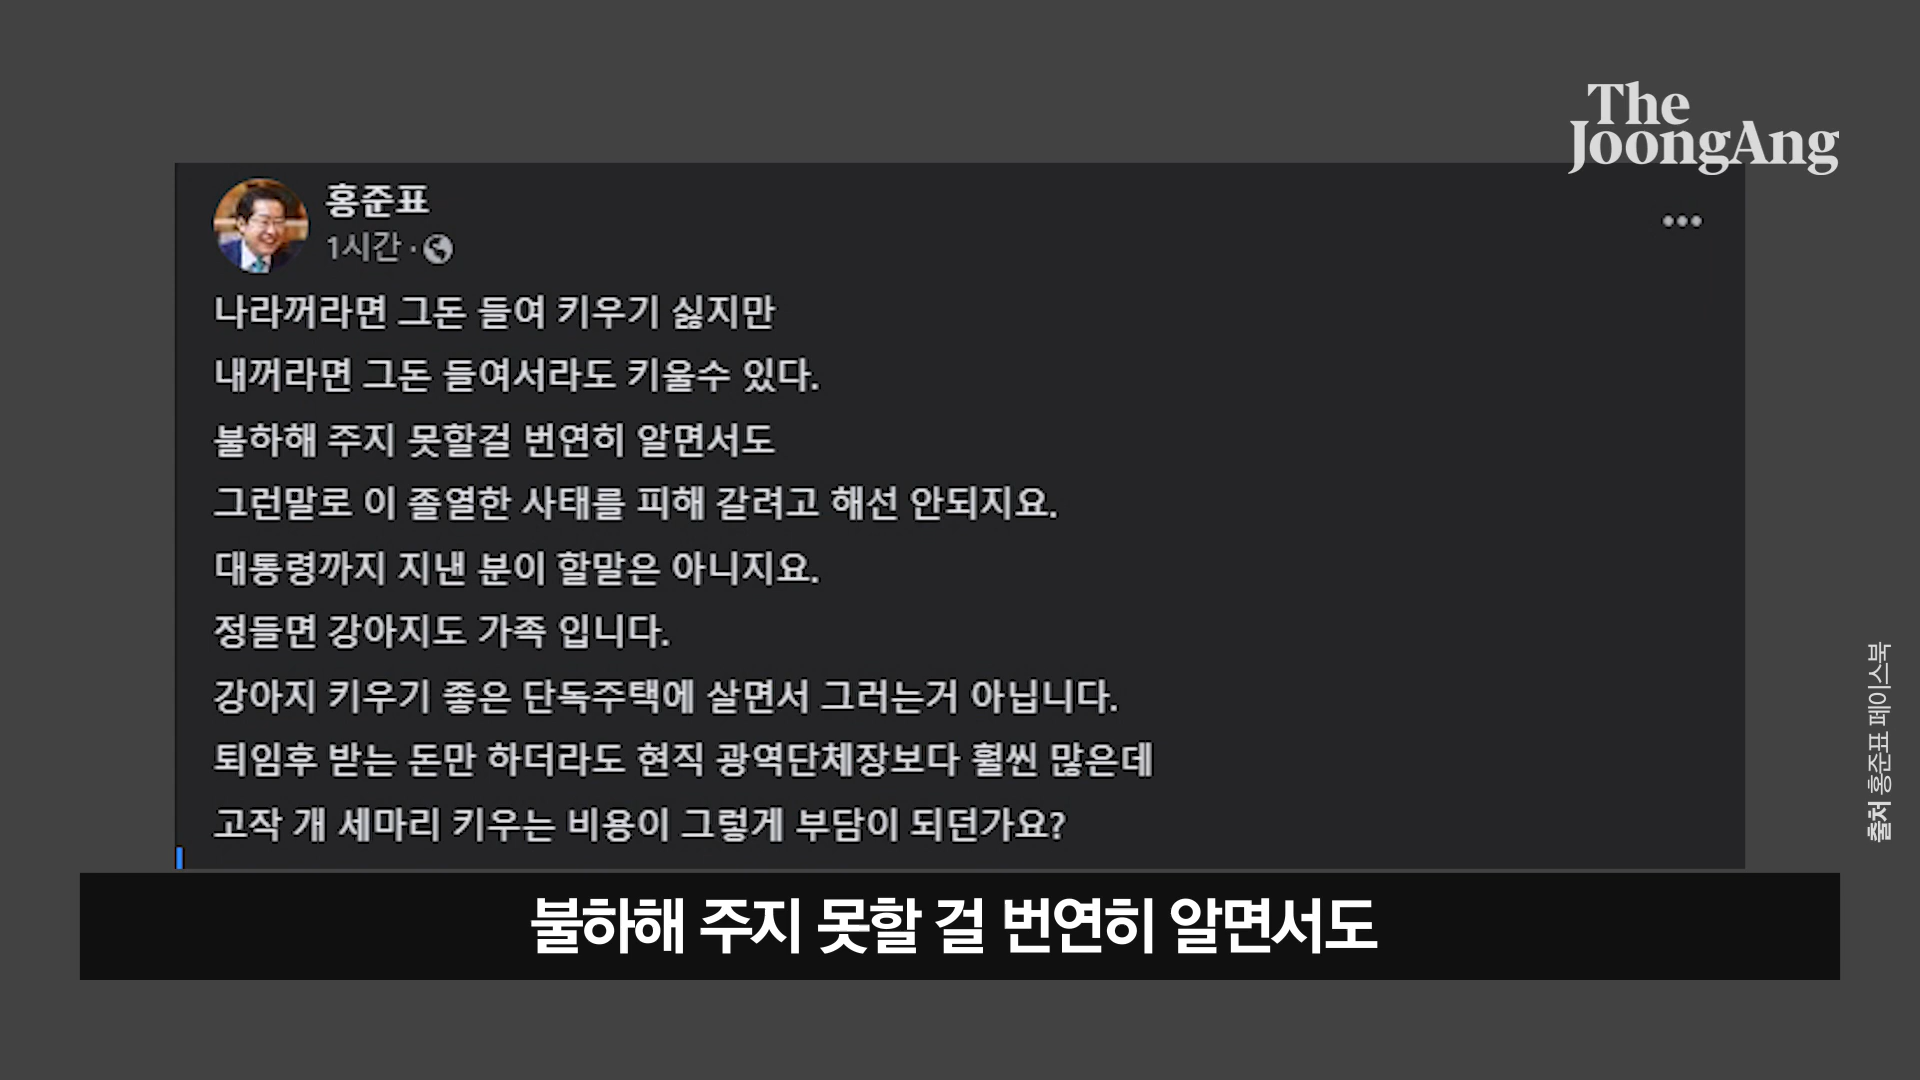 The
JoongAng
홍준표
1시간 ·
나라꺼라면 그돈 들여 키우기 싫지만
내꺼라면 그돈 들여서라도 키울수 있다.
불하해 주지 못할걸 번연히 알면서도
그런말로 이 졸열한 사태를 피해 갈려고 해선 안되지요.
대통령까지 지낸 분이 할말은 아니지요.
정들면 강아지도 가족 입니다.
강아지 키우기 좋은 단독주택에 살면서 그러는거 아닙니다.
퇴임후 받는 돈만 하더라도 현직 광역단체장보다 훨씬 많은데
고작 개 세마리 키우는 비용이 그렇게 부담이 되던가요?
출처 홍준표 페이스북
불하해 주지 못할 걸 번연히 알면서도